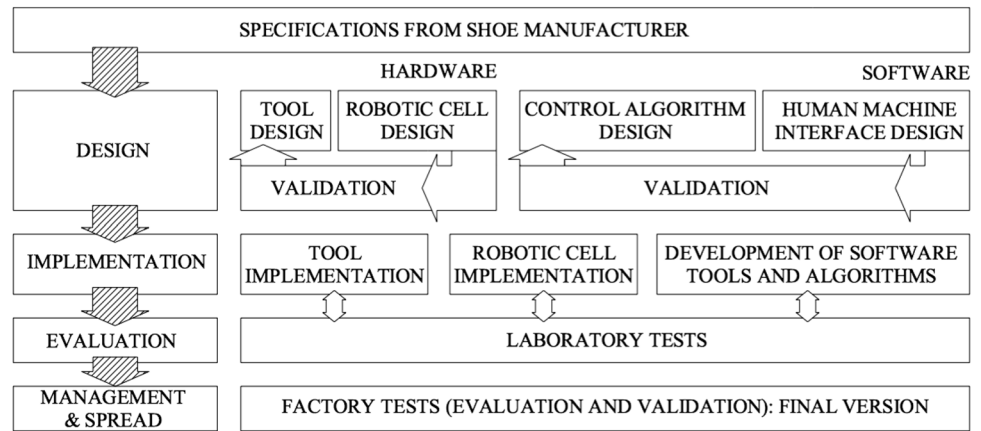 SPECIFICATIONS FROM SHOE MANUFACTURER
HARDWARE
SOFTWARE
DESIGN
TOOL
DESIGN
ROBOTIC CELL
DESIGN
CONTROL ALGORITHM
DESIGN
HUMAN MACHINE
INTERFACE DESIGN
VALIDATION
VALIDATION
IMPLEMENTATION
TOOL
IMPLEMENTATION
ROBOTIC CELL
IMPLEMENTATION
DEVELOPMENT OF SOFTWARE
TOOLS AND ALGORITHMS
EVALUATION
LABORATORY TESTS
MANAGEMENT
& SPREAD
FACTORY TESTS (EVALUATION AND VALIDATION): FINAL VERSION